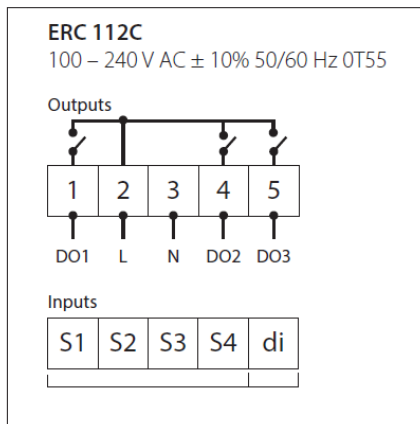 ERC 112C
100 – 240 V AC ± 10% 50/60 Hz 0T55
Outputs
1 2 3 4 5
DO1 L N DO2 DO3
Inputs
S1 S2 S3 S4 di